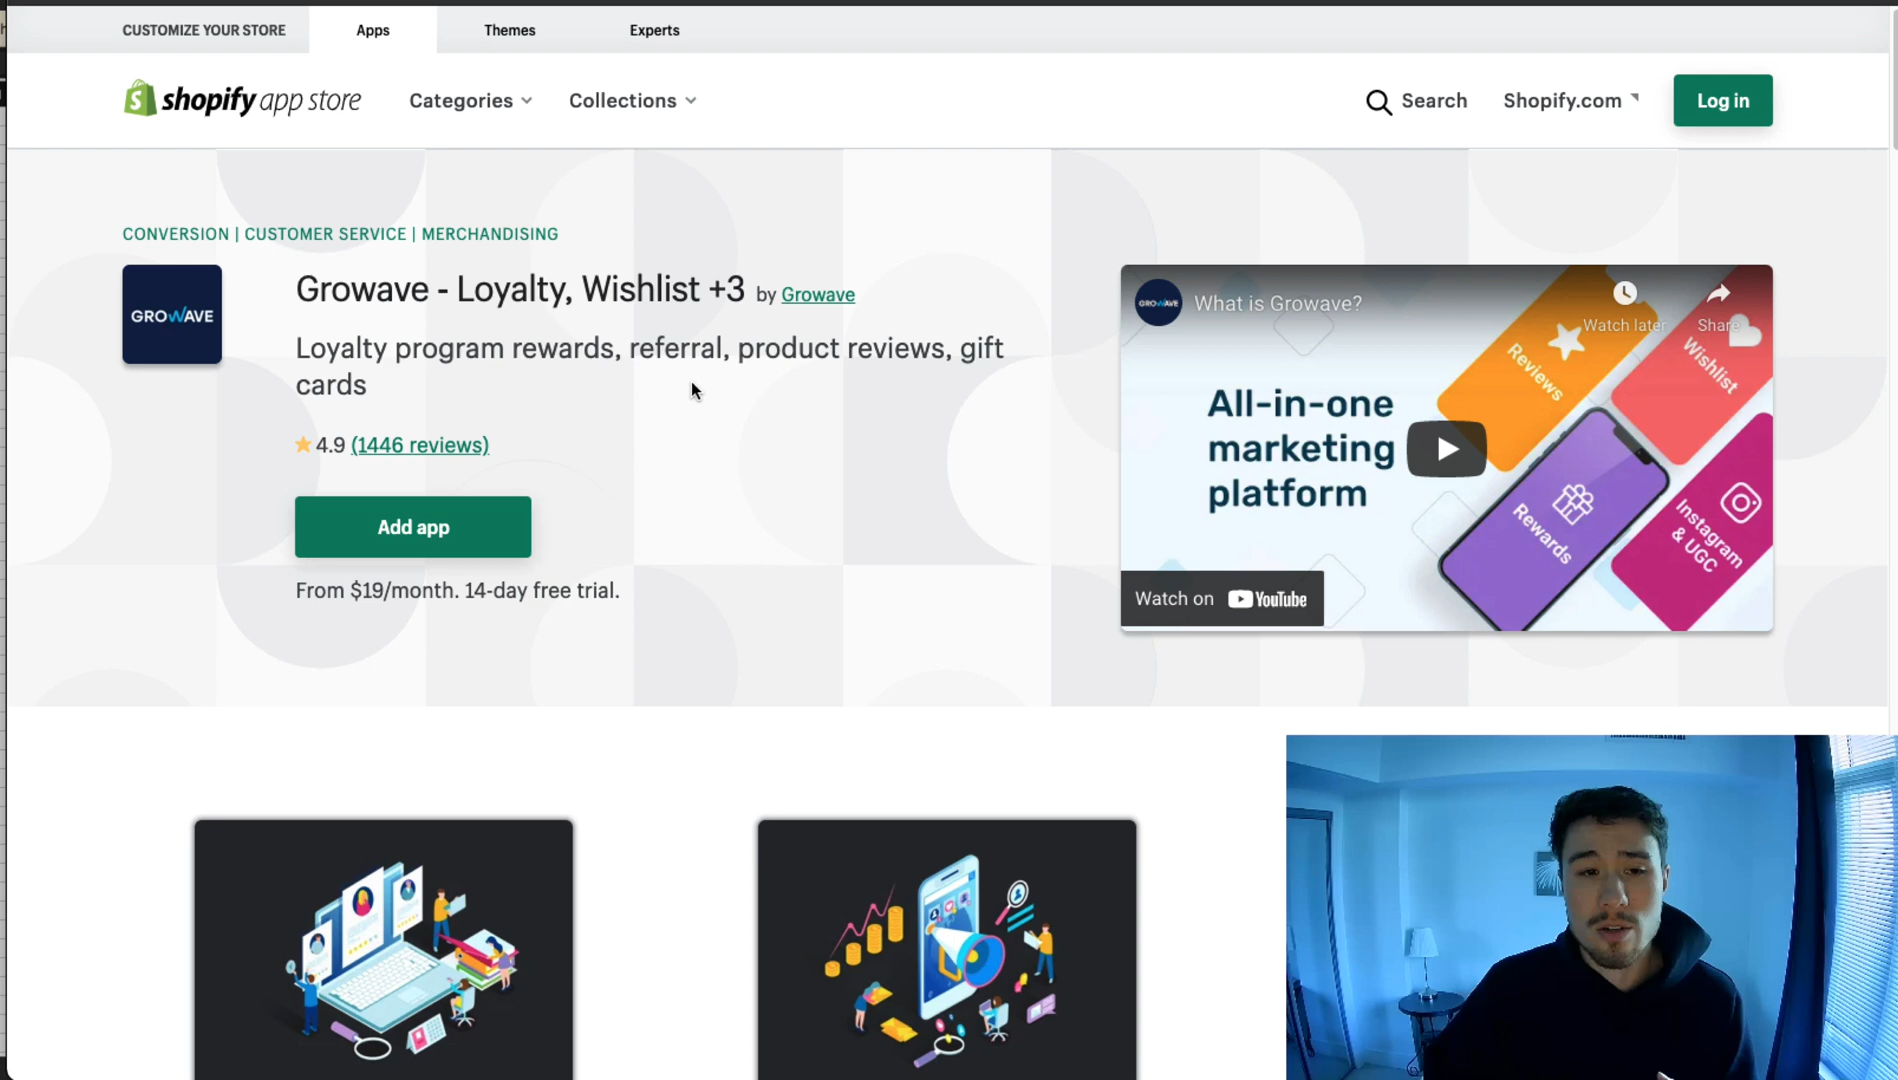 CUSTOMIZE YOUR STORE Apps Themes Experts
shopify app store Categories Collections Search Shopify.com Log in
CONVERSION | CUSTOMER SERVICE | MERCHANDISING
GROWAVE
Growave - Loyalty, Wishlist +3 by Growave
Loyalty program rewards, referral, product reviews, gift
cards
4.9 (1446 reviews)
Add app
From $19/month. 14-day free trial.
GROWAVE What is Growave?
Watch later Share
All-in-one
marketing
platform
Reviews
Wishlist
Rewards
Instagram
& UGC
Watch on YouTube